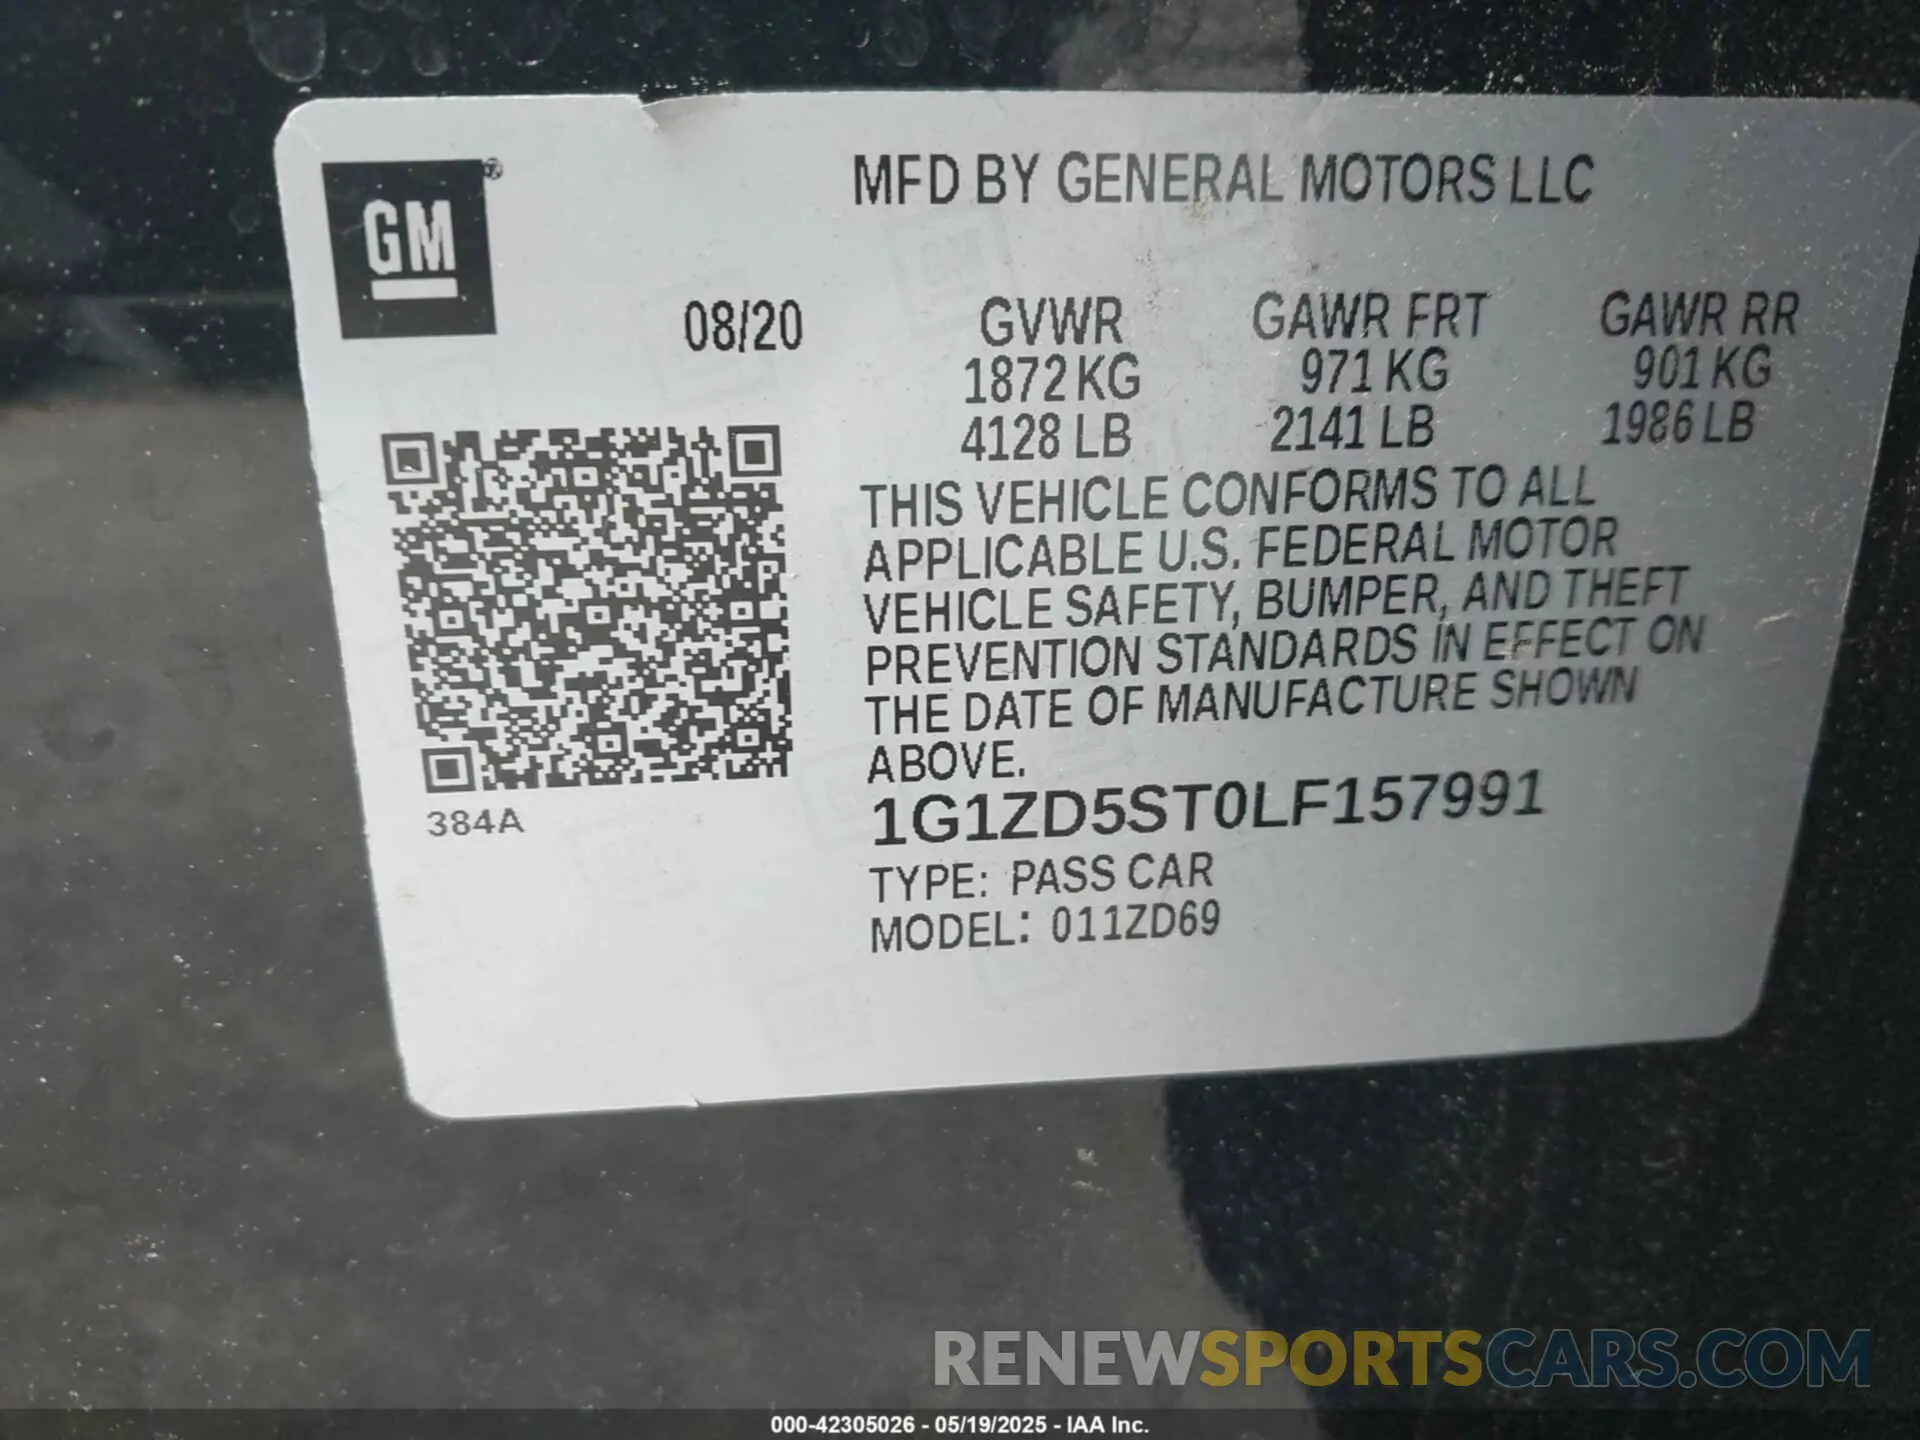 GM®
MFD BY GENERAL MOTORS LLC
08/20
GVWR GAWR FRT GAWR RR
1872 KG 971 KG 901 KG
4128 LB 2141 LB 1986 LB
THIS VEHICLE CONFORMS TO ALL
APPLICABLE U.S. FEDERAL MOTOR
VEHICLE SAFETY, BUMPER, AND THEFT
PREVENTION STANDARDS IN EFFECT ON
THE DATE OF MANUFACTURE SHOWN
ABOVE.
1G1ZD5ST0LF157991
384A
TYPE: PASS CAR
MODEL: 011ZD69
RENEWSPORTSCARS.COM
000-42305026 - 05/19/2025 - IAA Inc.